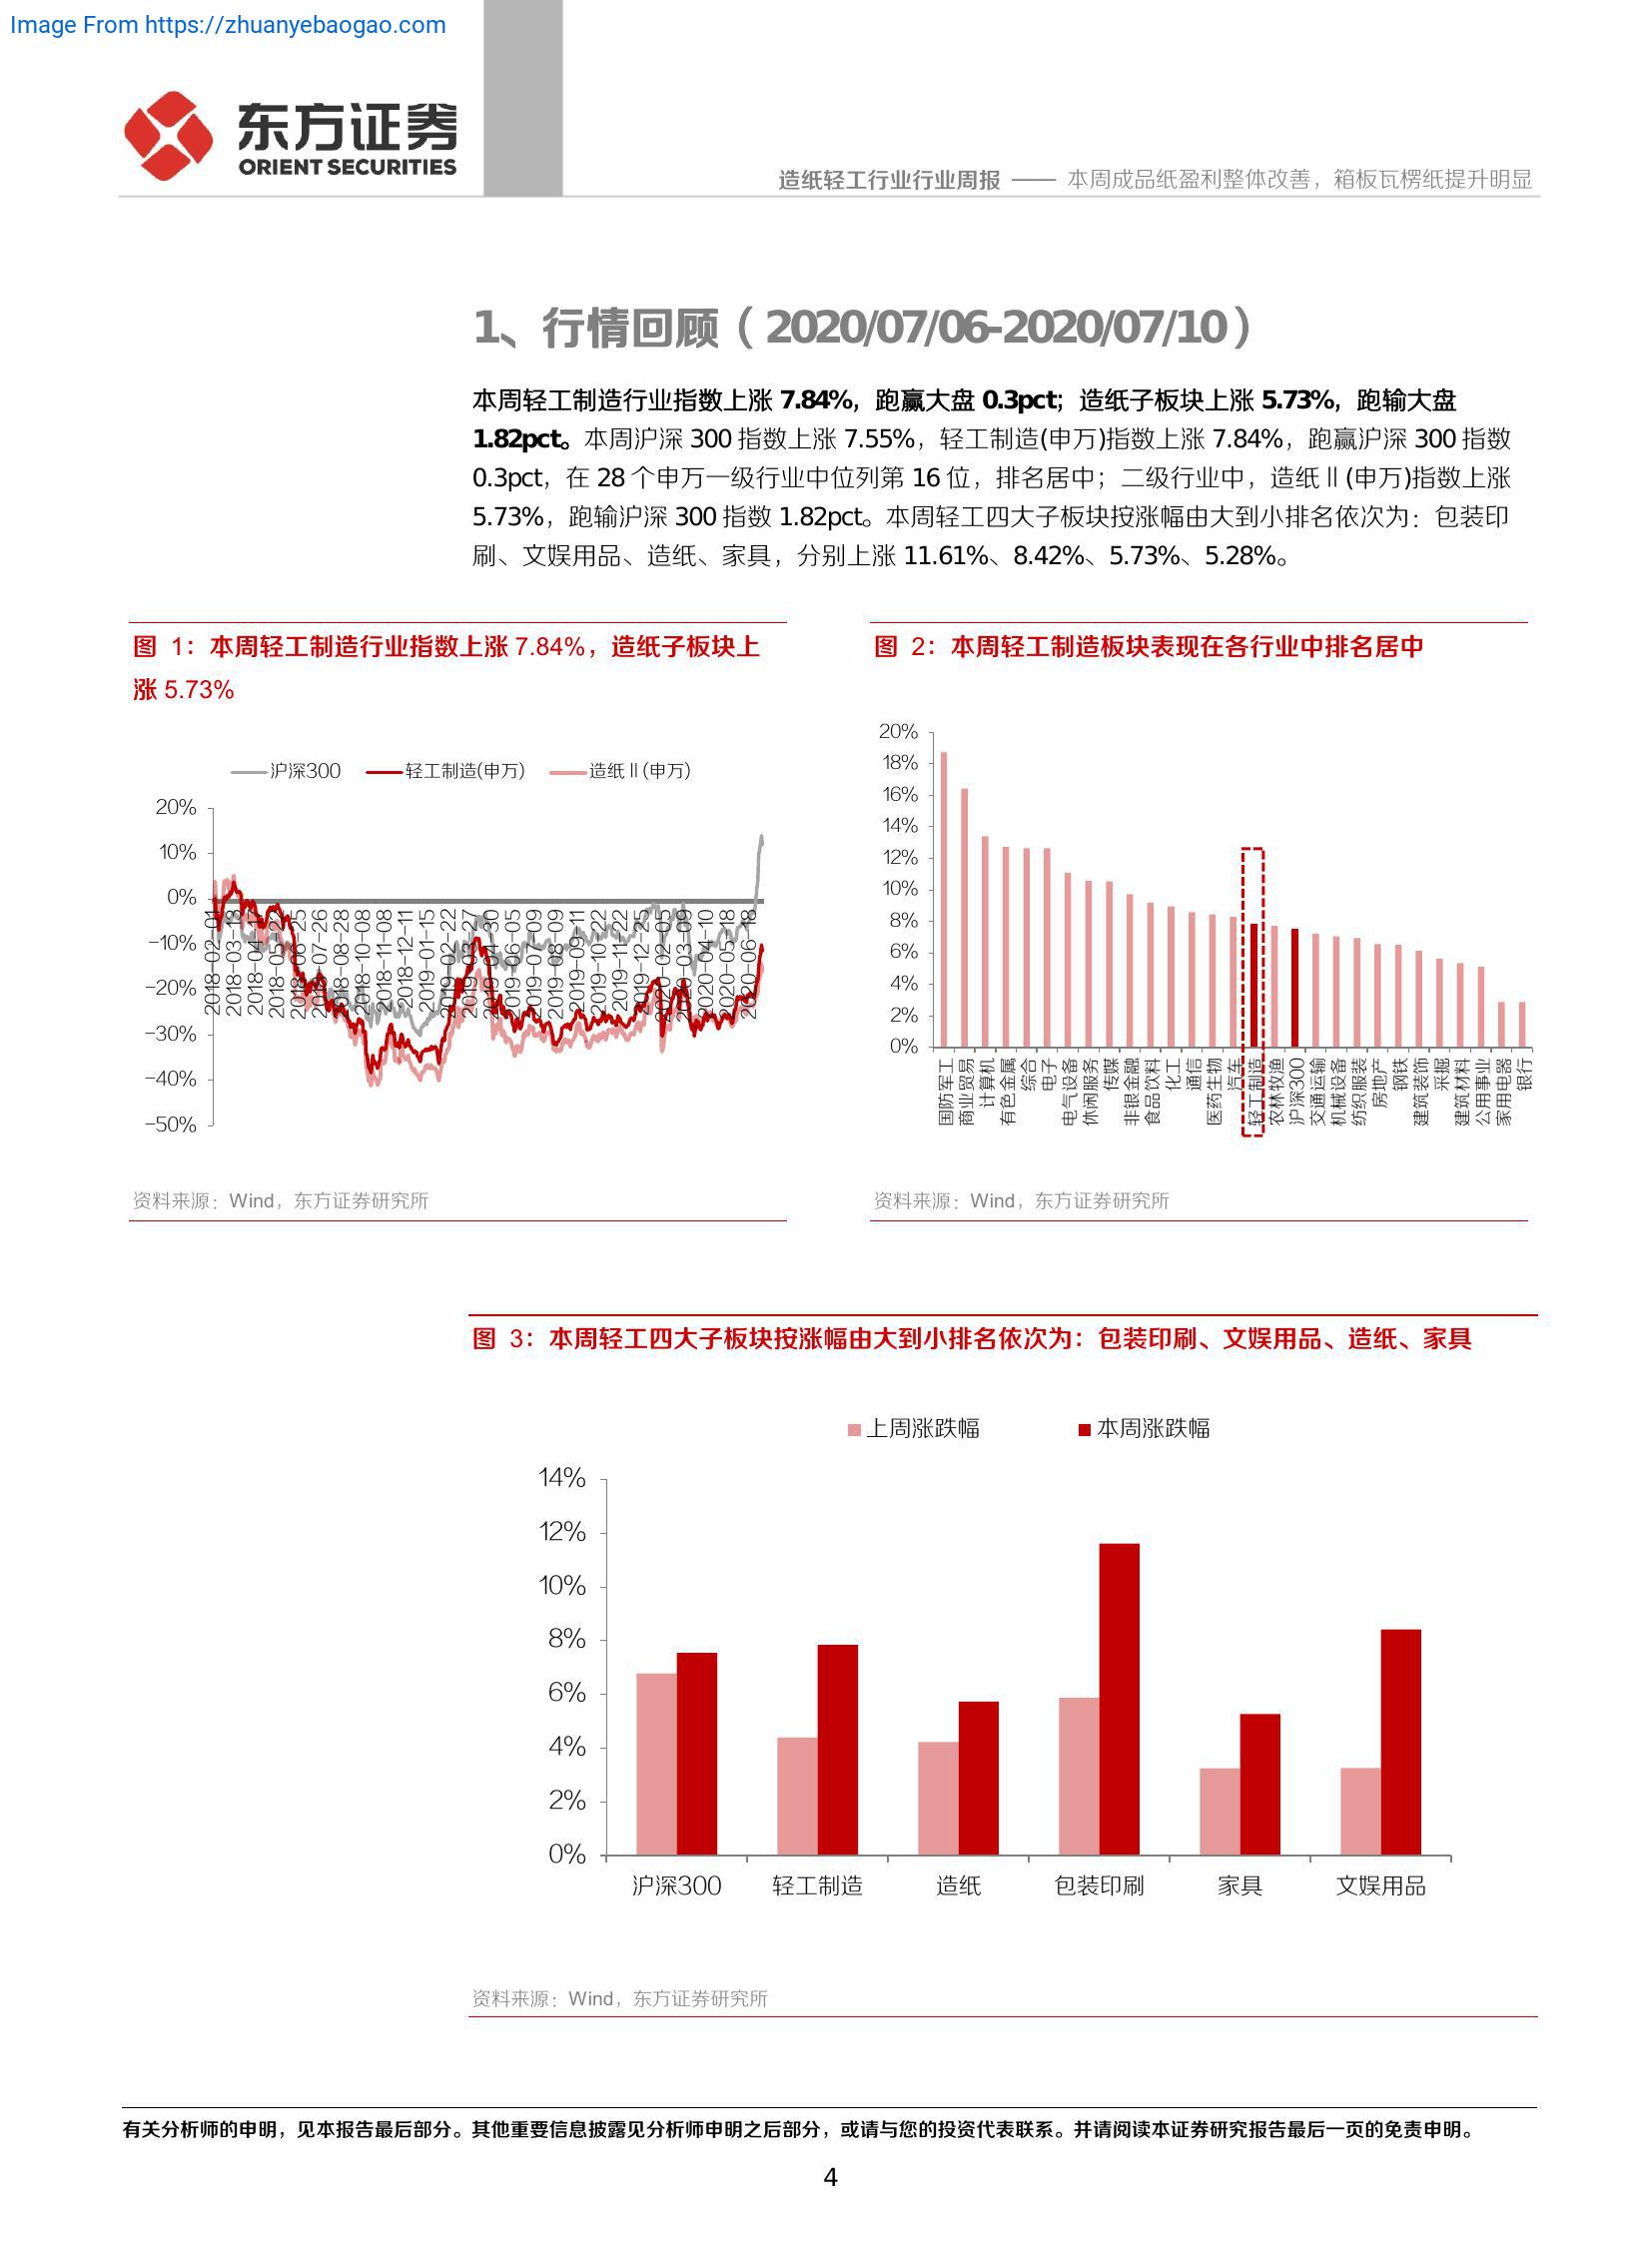 Image From https://zhuanyebaogao.com
东方证券
ORIENT SECURITIES
造纸轻工行业行业周报 —— 本周成品纸盈利整体改善，箱板瓦楞纸提升明显
1、行情回顾（2020/07/06-2020/07/10）
本周轻工制造行业指数上涨 7.84%，跑赢大盘 0.3pct；造纸子板块上涨 5.73%，跑输大盘
1.82pct。本周沪深 300 指数上涨 7.55%，轻工制造(申万)指数上涨 7.84%，跑赢沪深 300 指数
0.3pct，在 28 个申万一级行业中位列第 16 位，排名居中；二级行业中，造纸Ⅱ(申万)指数上涨
5.73%，跑输沪深 300 指数 1.82pct。本周轻工四大子板块按涨幅由大到小排名依次为：包装印
刷、文娱用品、造纸、家具，分别上涨 11.61%、8.42%、5.73%、5.28%。
图 1：本周轻工制造行业指数上涨 7.84%，造纸子板块上
涨 5.73%
沪深300 轻工制造(申万) 造纸Ⅱ(申万)
20%
10%
0%
-10%
-20%
-30%
-40%
-50%
2018-02-01
2018-03-13
2018-04-17
2018-05-22
2018-06-25
2018-07-26
2018-08-28
2018-10-08
2018-11-08
2018-12-11
2019-01-15
2019-02-22
2019-03-27
2019-04-30
2019-06-05
2019-07-09
2019-08-09
2019-09-11
2019-10-22
2019-11-22
2019-12-25
2020-02-05
2020-03-09
2020-04-10
2020-05-18
2020-06-18
资料来源：Wind，东方证券研究所
图 2：本周轻工制造板块表现在各行业中排名居中
20%
18%
16%
14%
12%
10%
8%
6%
4%
2%
0%
国防军工
商业贸易
计算机
有色金属
综合
电子
电气设备
休闲服务
传媒
非银金融
食品饮料
化工
通信
医药生物
汽车
轻工制造
农林牧渔
沪深300
交通运输
机械设备
纺织服装
房地产
钢铁
建筑装饰
采掘
建筑材料
公用事业
家用电器
银行
资料来源：Wind，东方证券研究所
图 3：本周轻工四大子板块按涨幅由大到小排名依次为：包装印刷、文娱用品、造纸、家具
上周涨跌幅 本周涨跌幅
14%
12%
10%
8%
6%
4%
2%
0%
沪深300 轻工制造 造纸 包装印刷 家具 文娱用品
资料来源：Wind，东方证券研究所
有关分析师的申明，见本报告最后部分。其他重要信息披露见分析师申明之后部分，或请与您的投资代表联系。并请阅读本证券研究报告最后一页的免责申明。
4